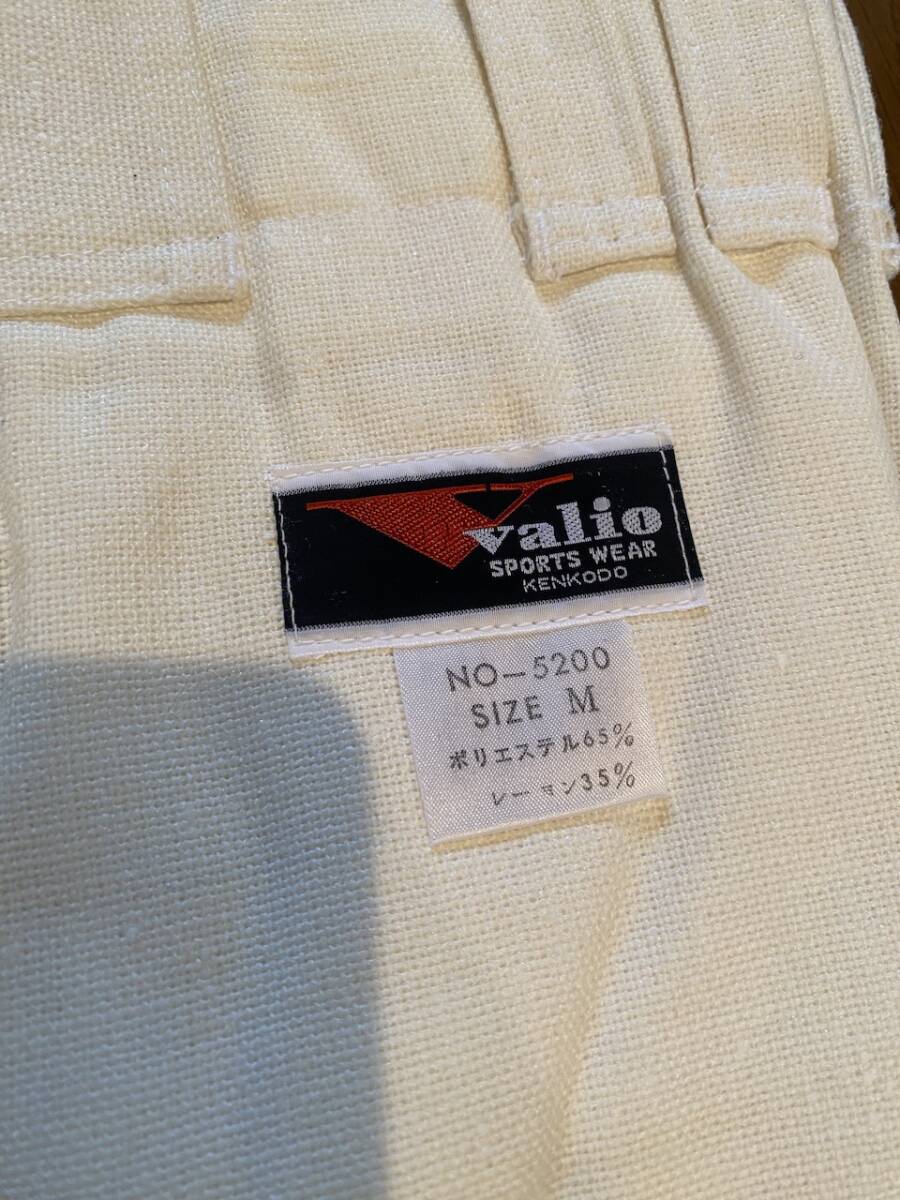 valio
SPORTS WEAR
KENKODO
NO-5200
SIZE M
ポリエステル65%
レーヨン35%